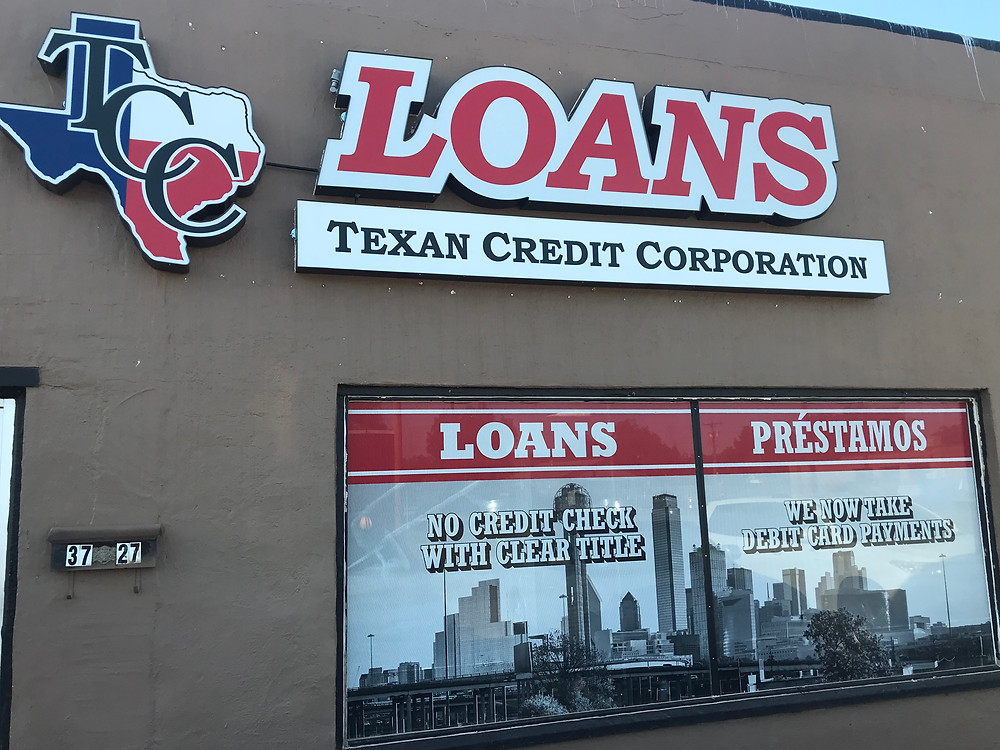 TCC
LOANS
TEXAN CREDIT CORPORATION
LOANS
NO CREDIT CHECK
WITH CLEAR TITLE
PRÉSTAMOS
WE NOW TAKE
DEBIT CARD PAYMENTS
37 27